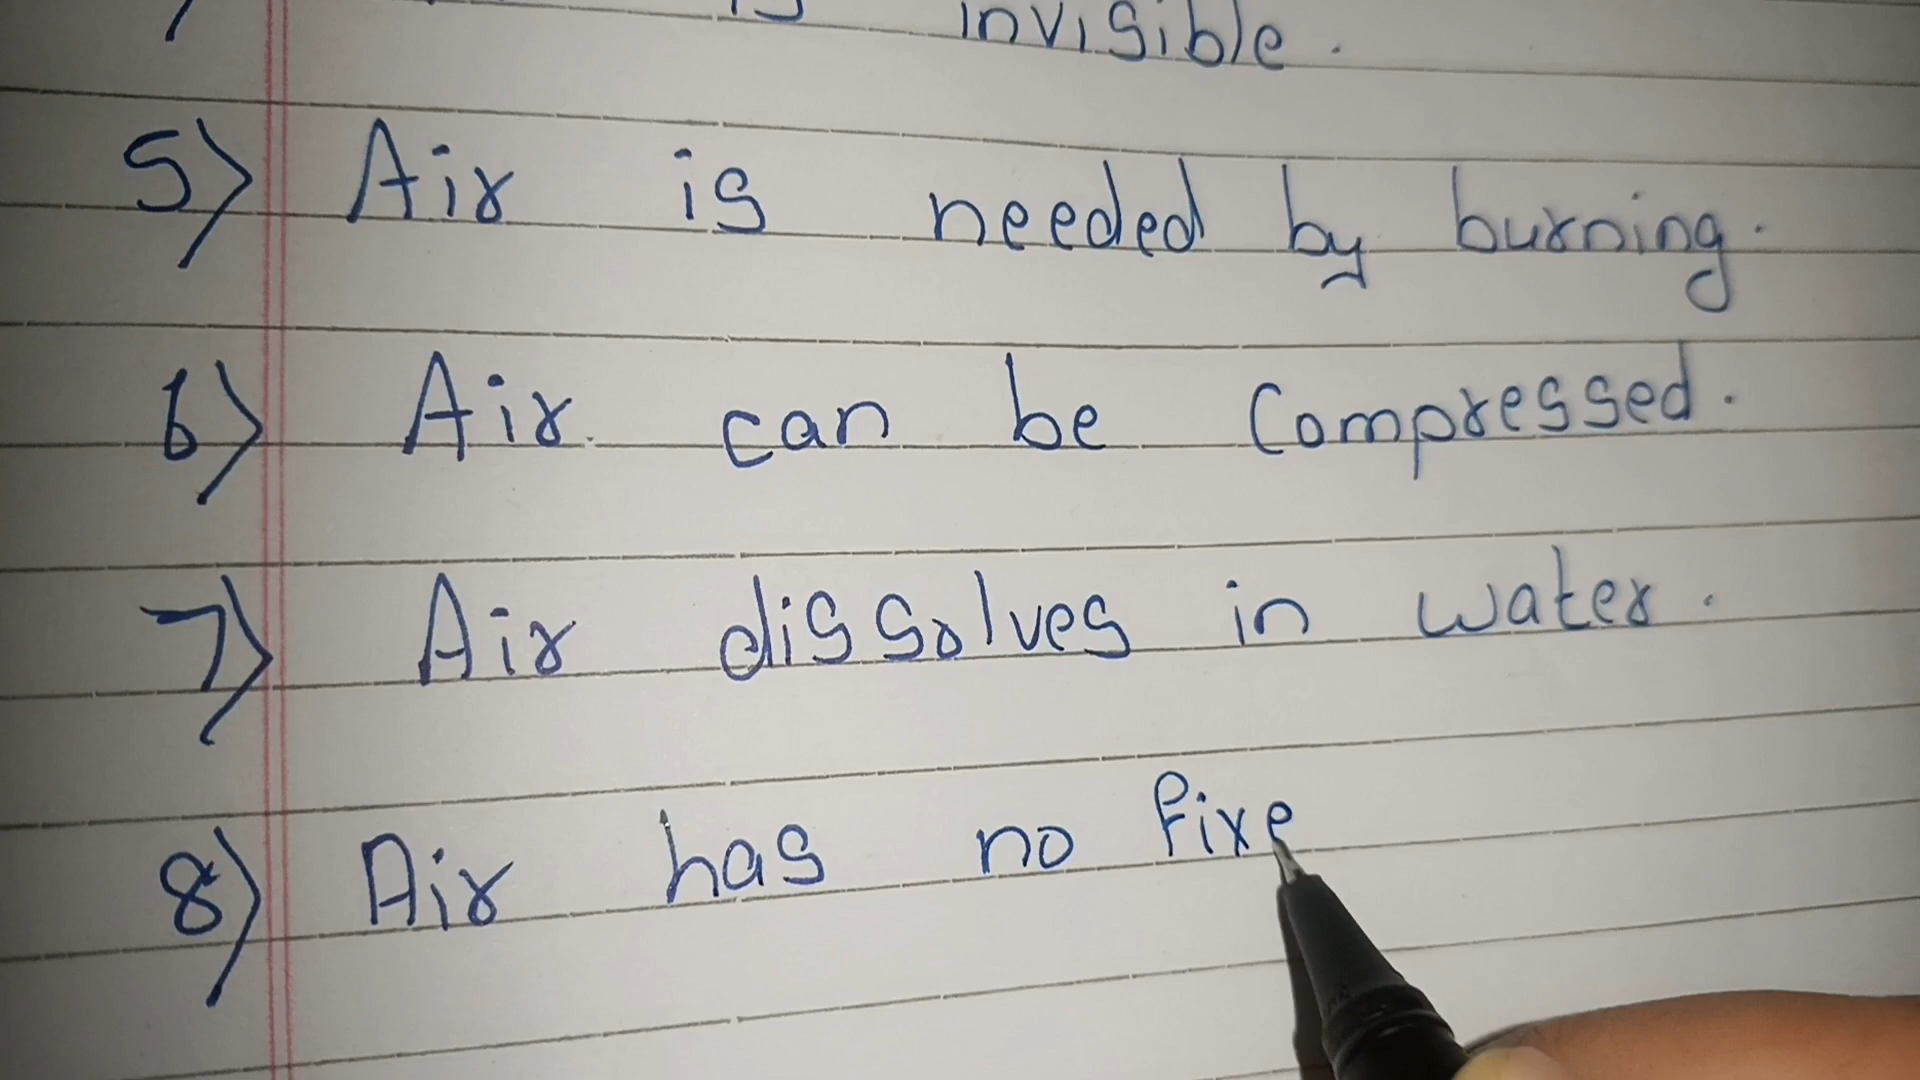 is invisible.
5) Air is needed by burning.
6) Air can be Compressed.
7) Air dissolves in water.
8) Air has no fixe